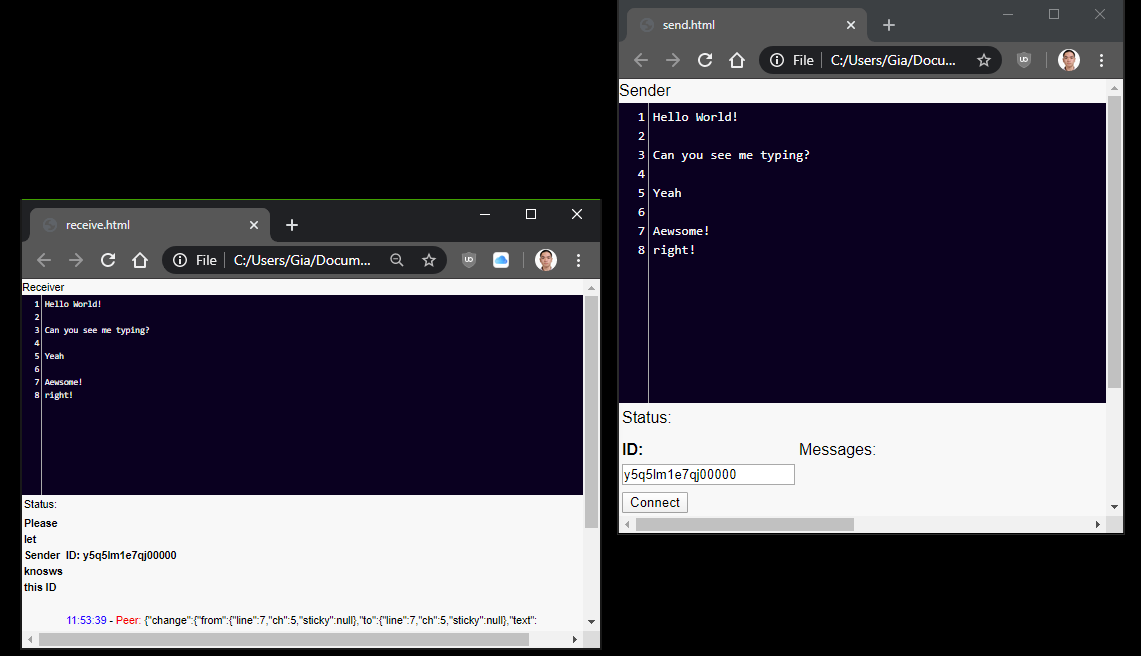 send.html
File
C:/Users/Gia/Docu...
Sender
1 Hello World!
2
3 Can you see me typing?
4
5 Yeah
6
7 Aewsome!
8 right!
Status:
ID:
Messages:
y5q5lm1e7qj00000
Connect
receive.html
File
C:/Users/Gia/Docum...
Receiver
1 Hello World!
2
3 Can you see me typing?
4
5 Yeah
6
7 Aewsome!
8 right!
Status:
Please
let
Sender ID: y5q5lm1e7qj00000
knosws
this ID
11:53:39 - Peer: {"change":{"from":{"line":7,"ch":5,"sticky":null},"to":{"line":7,"ch":5,"sticky":null},"text":